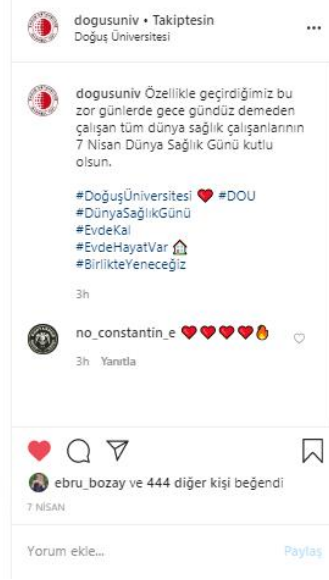 dogusuniv • Takiptesin
Doğuş Üniversitesi
dogusuniv Özellikle geçirdiğimiz bu
zor günlerde gece gündüz demeden
çalışan tüm dünya sağlık çalışanlarının
7 Nisan Dünya Sağlık Günü kutlu
olsun.
#DoğuşÜniversitesi ❤️ #DOU
#DünyaSağlıkGünü
#EvdeKal
#EvdeHayatVar 🏠
#BirlikteYeneceğiz
3h
no_constantin_e ❤️❤️❤️❤️🔥
3h Yanıtla
ebru_bozay ve 444 diğer kişi beğendi
7 NİSAN
Yorum ekle... Paylaş